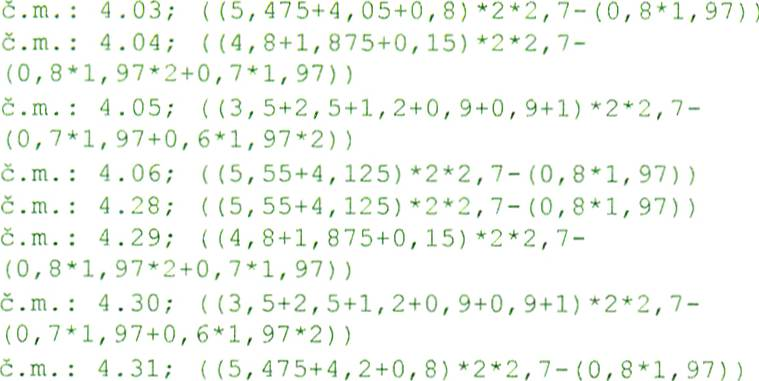 č.m.: 4.03; ((5,475+4,05+0,8)*2*2,7-(0,8*1,97))
č.m.: 4.04; ((4,8+1,875+0,15)*2*2,7-
(0,8*1,97*2+0,7*1,97))
č.m.: 4.05; ((3,5+2,5+1,2+0,9+0,9+1)*2*2,7-
(0,7*1,97+0,6*1,97*2))
č.m.: 4.06; ((5,55+4,125)*2*2,7-(0,8*1,97))
č.m.: 4.28; ((5,55+4,125)*2*2,7-(0,8*1,97))
č.m.: 4.29; ((4,8+1,875+0,15)*2*2,7-
(0,8*1,97*2+0,7*1,97))
č.m.: 4.30; ((3,5+2,5+1,2+0,9+0,9+1)*2*2,7-
(0,7*1,97+0,6*1,97*2))
č.m.: 4.31; ((5,475+4,2+0,8)*2*2,7-(0,8*1,97))